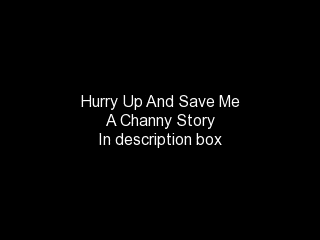 Hurry Up And Save Me
A Channy Story
In description box